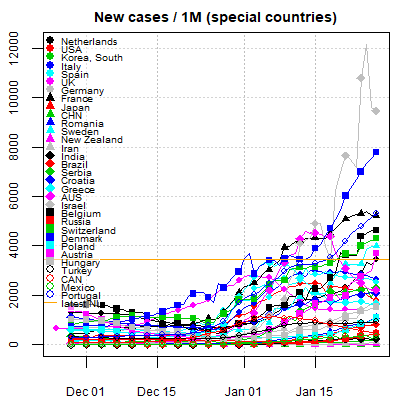 New cases / 1M (special countries)
12000
10000
8000
6000
4000
2000
0
Netherlands
USA
Korea, South
Italy
Spain
UK
Germany
France
Japan
CHN
Romania
Sweden
New Zealand
Iran
India
Brazil
Serbia
Croatia
Greece
AUS
Israel
Belgium
Russia
Switzerland
Denmark
Poland
Austria
Hungary
Turkey
CAN
Mexico
Portugal
latest NL
Dec 01
Dec 15
Jan 01
Jan 15